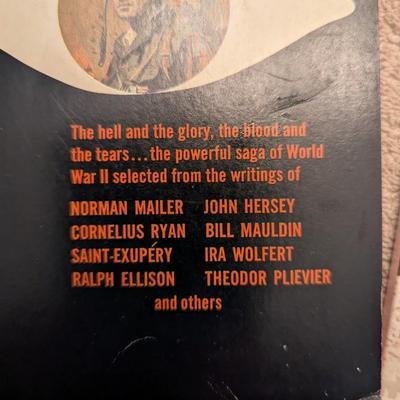 The hell and the glory, the blood and
the tears...the powerful saga of World
War II selected from the writings of
NORMAN MAILER JOHN HERSEY
CORNELIUS RYAN BILL MAULDIN
SAINT-EXUPÉRY IRA WOLFERT
RALPH ELLISON THEODOR PLIEVIER
and others